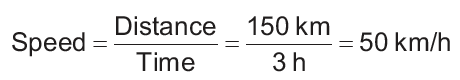 Speed = Distance / Time = 150 km / 3 h = 50 km/h